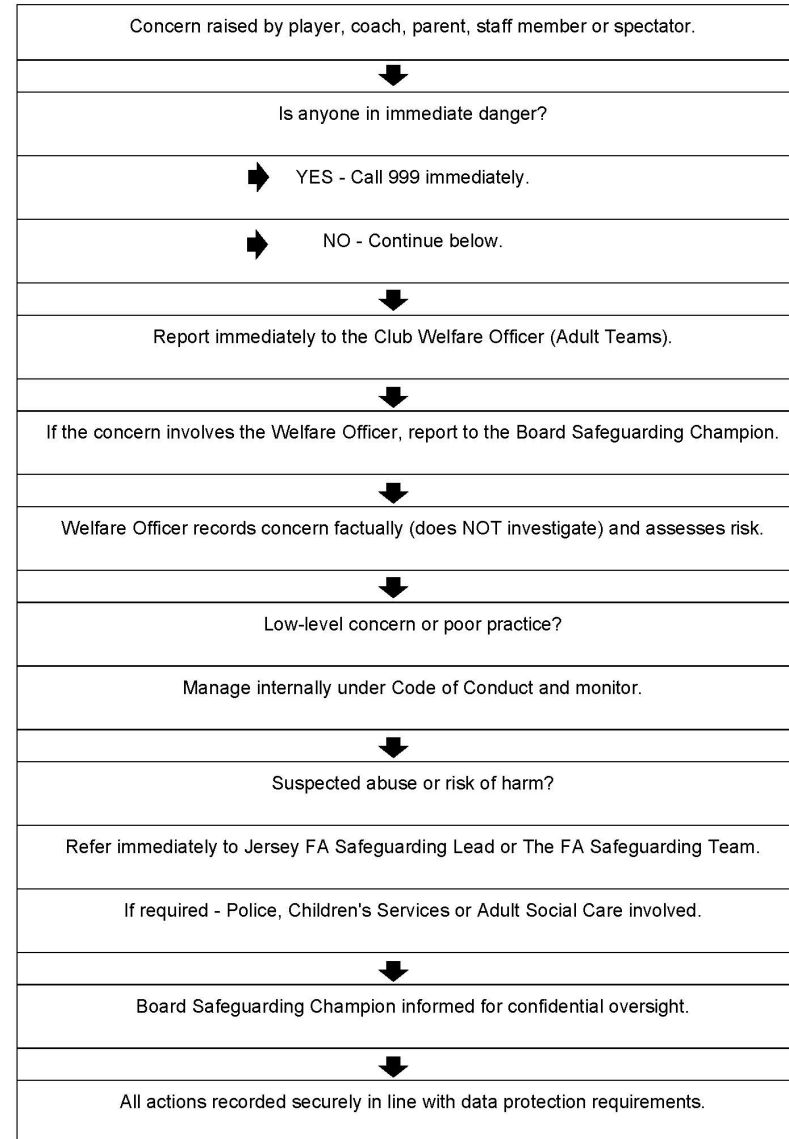 Concern raised by player, coach, parent, staff member or spectator.
Is anyone in immediate danger?
YES - Call 999 immediately.
NO - Continue below.
Report immediately to the Club Welfare Officer (Adult Teams).
If the concern involves the Welfare Officer, report to the Board Safeguarding Champion.
Welfare Officer records concern factually (does NOT investigate) and assesses risk.
Low-level concern or poor practice?
Manage internally under Code of Conduct and monitor.
Suspected abuse or risk of harm?
Refer immediately to Jersey FA Safeguarding Lead or The FA Safeguarding Team.
If required - Police, Children's Services or Adult Social Care involved.
Board Safeguarding Champion informed for confidential oversight.
All actions recorded securely in line with data protection requirements.